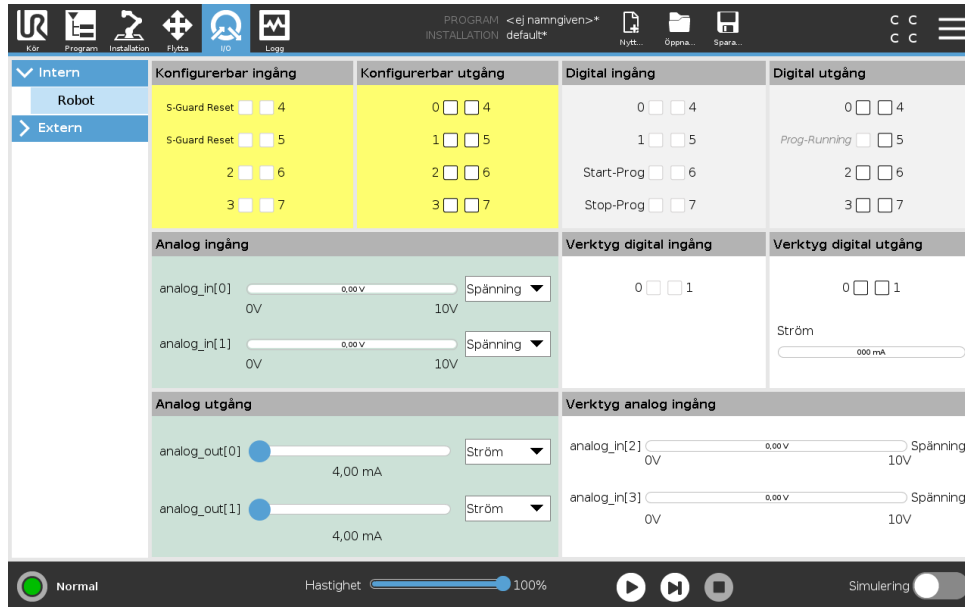 PROGRAM <ej namngiven>*
INSTALLATION default*
Kör Program Installation Flytta I/O Logg Nytt... Öppna... Spara...
C C
C C
Intern
Robot
Extern
Konfigurerbar ingång Konfigurerbar utgång Digital ingång Digital utgång
S-Guard Reset 4 0 4 0 4 0 4
S-Guard Reset 5 1 5 1 5 Prog-Running 5
2 6 2 6 Start-Prog 6 2 6
3 7 3 7 Stop-Prog 7 3 7
Analog ingång Verktyg digital ingång Verktyg digital utgång
analog_in[0] 0,00 V Spänning 0 1 0 1
0V 10V
Ström
analog_in[1] 0,00 V Spänning 000 mA
0V 10V
Analog utgång Verktyg analog ingång
analog_out[0] Ström analog_in[2] 0,00 V Spänning
4,00 mA 0V 10V
analog_out[1] Ström analog_in[3] 0,00 V Spänning
4,00 mA 0V 10V
Normal Hastighet 100% Simulering